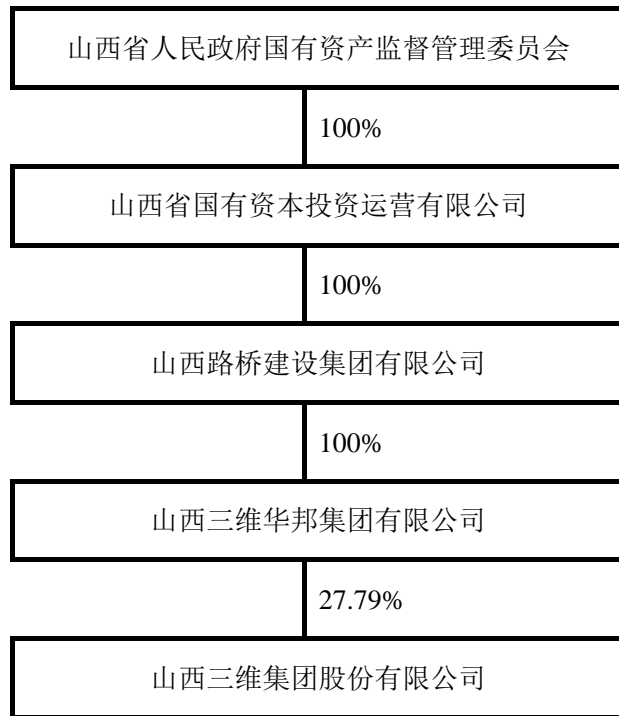 山西省人民政府国有资产监督管理委员会
100%
山西省国有资本投资运营有限公司
100%
山西路桥建设集团有限公司
100%
山西三维华邦集团有限公司
27.79%
山西三维集团股份有限公司